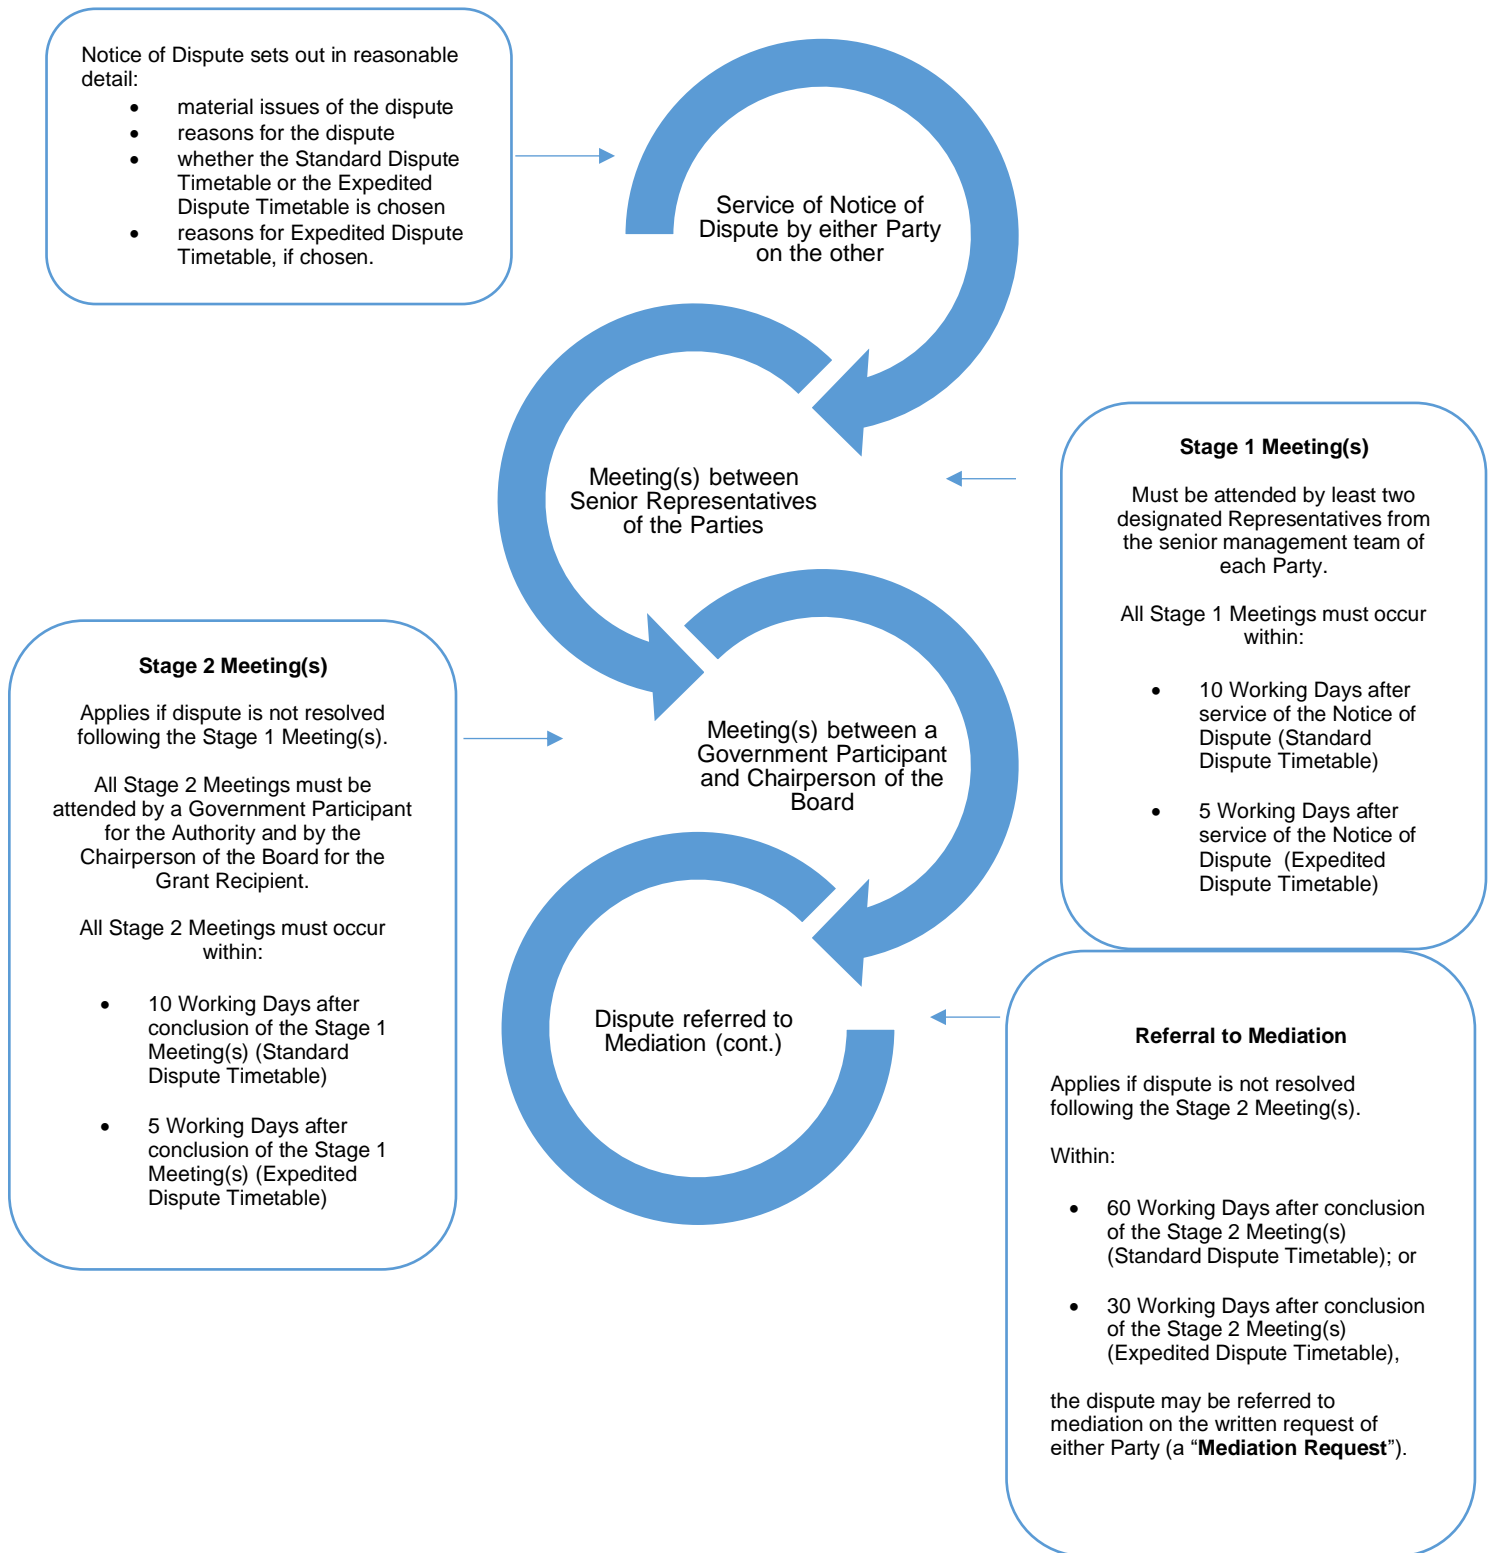 Notice of Dispute sets out in reasonable
detail:
• material issues of the dispute
• reasons for the dispute
• whether the Standard Dispute
Timetable or the Expedited
Dispute Timetable is chosen
• reasons for Expedited Dispute
Timetable, if chosen.
Service of Notice of
Dispute by either Party
on the other
Meeting(s) between
Senior Representatives
of the Parties
Stage 1 Meeting(s)
Must be attended by least two
designated Representatives from
the senior management team of
each Party.
All Stage 1 Meetings must occur
within:
• 10 Working Days after
service of the Notice of
Dispute (Standard
Dispute Timetable)
• 5 Working Days after
service of the Notice of
Dispute (Expedited
Dispute Timetable)
Stage 2 Meeting(s)
Applies if dispute is not resolved
following the Stage 1 Meeting(s).
All Stage 2 Meetings must be
attended by a Government Participant
for the Authority and by the
Chairperson of the Board for the
Grant Recipient.
All Stage 2 Meetings must occur
within:
• 10 Working Days after
conclusion of the Stage 1
Meeting(s) (Standard
Dispute Timetable)
• 5 Working Days after
conclusion of the Stage 1
Meeting(s) (Expedited
Dispute Timetable)
Meeting(s) between a
Government Participant
and Chairperson of the
Board
Dispute referred to
Mediation (cont.)
Referral to Mediation
Applies if dispute is not resolved
following the Stage 2 Meeting(s).
Within:
• 60 Working Days after conclusion
of the Stage 2 Meeting(s)
(Standard Dispute Timetable); or
• 30 Working Days after conclusion
of the Stage 2 Meeting(s)
(Expedited Dispute Timetable),
the dispute may be referred to
mediation on the written request of
either Party (a “Mediation Request”).